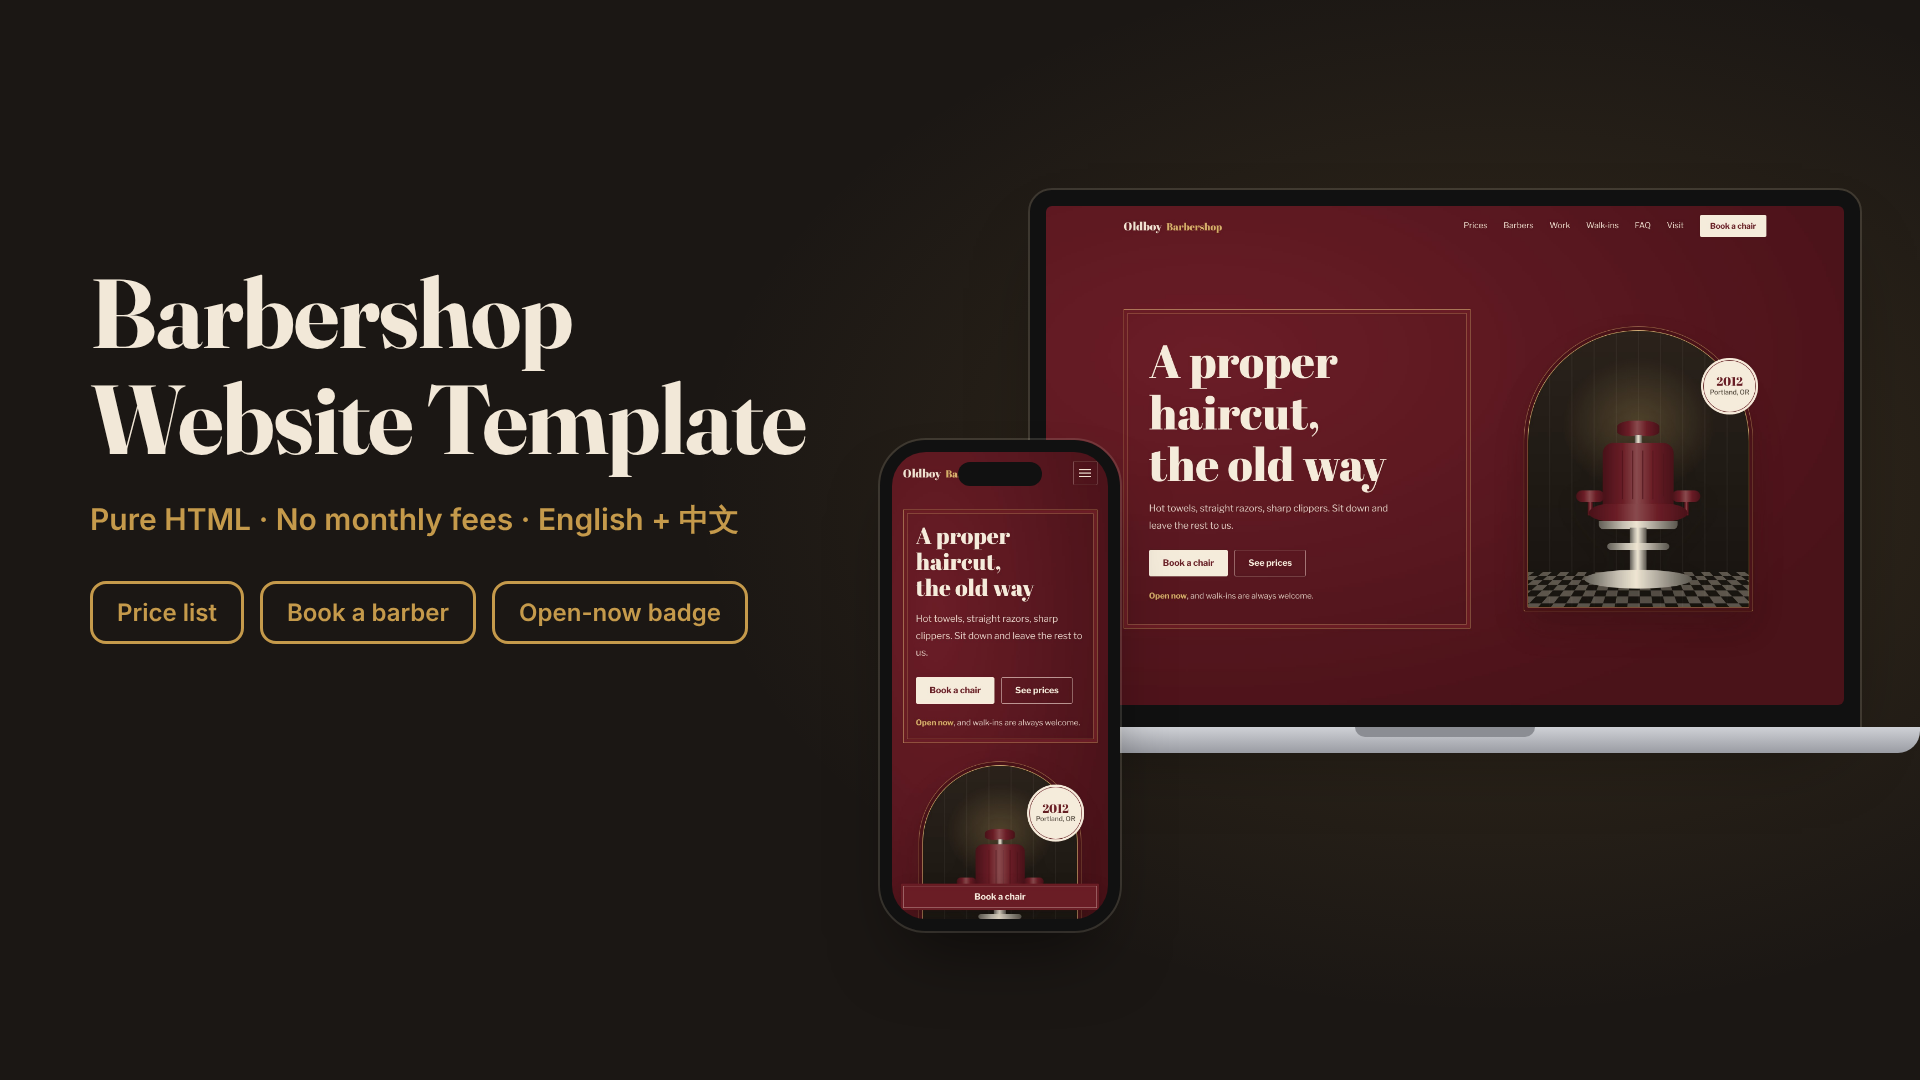 Barbershop
Website Template
Pure HTML · No monthly fees · English + 中文
Price list
Book a barber
Open-now badge
Oldboy Barbershop
Prices
Barbers
Work
Walk-ins
FAQ
Visit
Book a chair
A proper
haircut,
the old way
Hot towels, straight razors, sharp clippers. Sit down and
leave the rest to us.
Book a chair
See prices
Open now, and walk-ins are always welcome.
2012
Portland, OR
Oldboy Ba
A proper
haircut,
the old way
Hot towels, straight razors, sharp
clippers. Sit down and leave the rest to
us.
Book a chair
See prices
Open now, and walk-ins are always welcome.
2012
Portland, OR
Book a chair